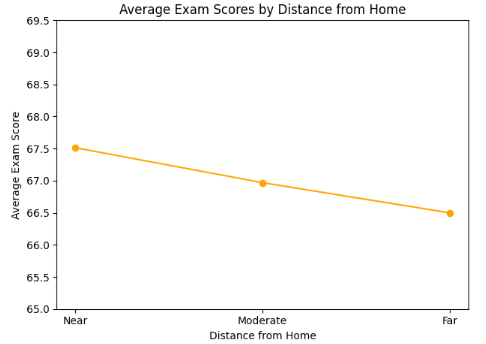 Average Exam Scores by Distance from Home
69.5
69.0
68.5
68.0
67.5
67.0
66.5
66.0
65.5
65.0
Average Exam Score
Near Moderate Far
Distance from Home